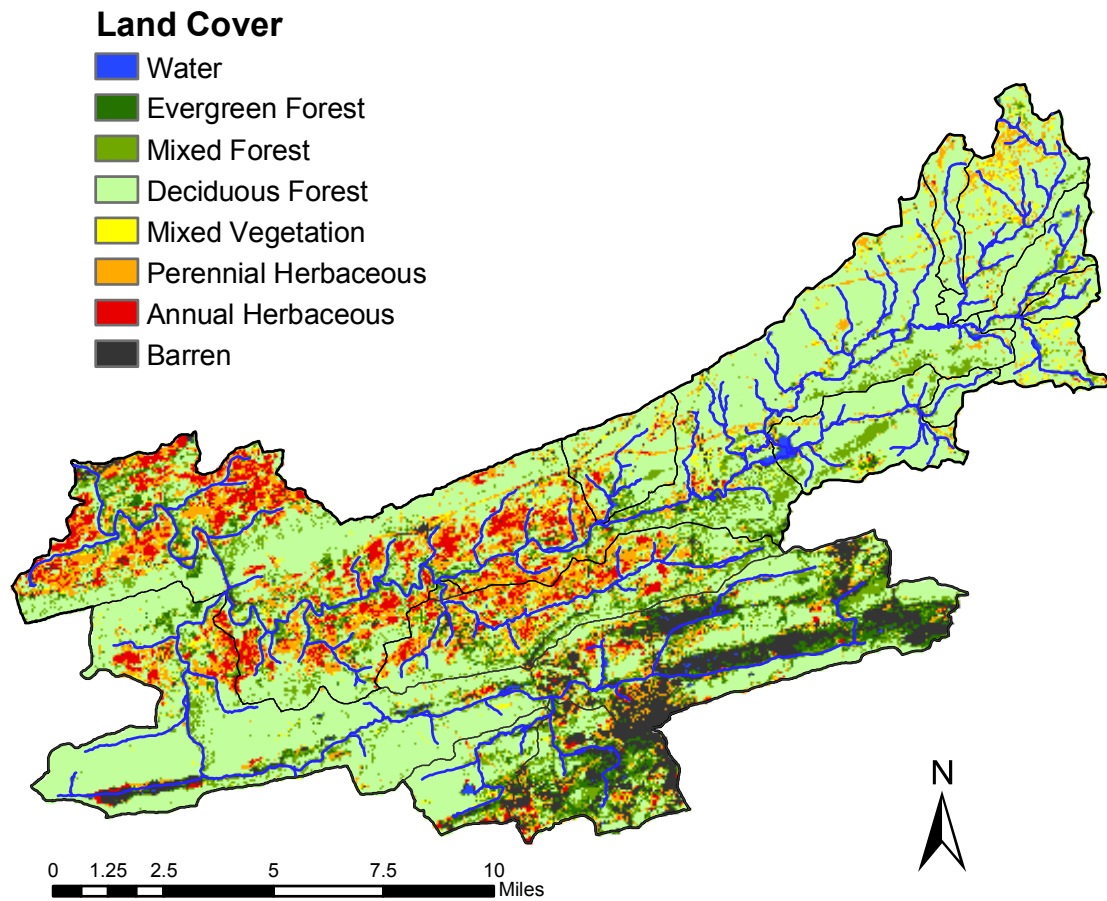 Land Cover
Water
Evergreen Forest
Mixed Forest
Deciduous Forest
Mixed Vegetation
Perennial Herbaceous
Annual Herbaceous
Barren
N
0 1.25 2.5 5 7.5 10
Miles